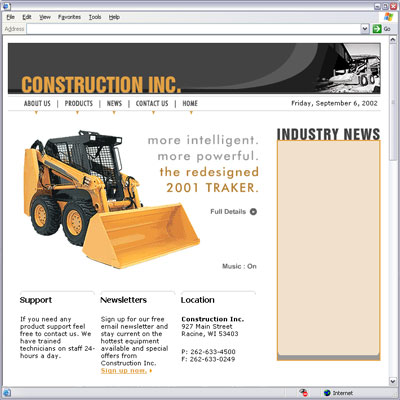 File Edit View Favorites Tools Help
Address
Go
CONSTRUCTION INC.
ABOUT US | PRODUCTS | NEWS | CONTACT US | HOME
Friday, September 6, 2002
more intelligent.
more powerful.
the redesigned
2001 TRAKER.
Full Details
INDUSTRY NEWS
Music : On
Support
If you need any
product support feel
free to contact us. We
have trained
technicians on staff 24-
hours a day.
Newsletters
Sign up for our free
email newsletter and
stay current on the
hottest equipment
available and special
offers from
Construction Inc.
Sign up now.
Location
Construction Inc.
927 Main Street
Racine, WI 53403
P: 262-633-4500
F: 262-633-0249
Internet